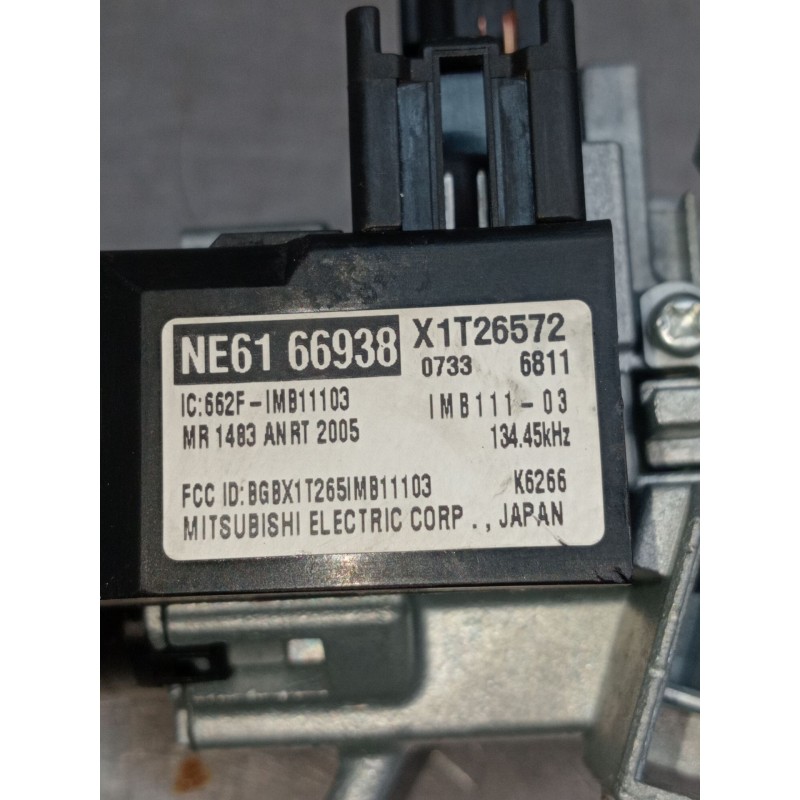 NE61 66938 X1T26572
0733 6811
IC:662F-IMB11103 IMB111-03
MR 1483 ANRT 2005 134.45kHz
FCC ID:BGBX1T265IMB11103 K6266
MITSUBISHI ELECTRIC CORP., JAPAN